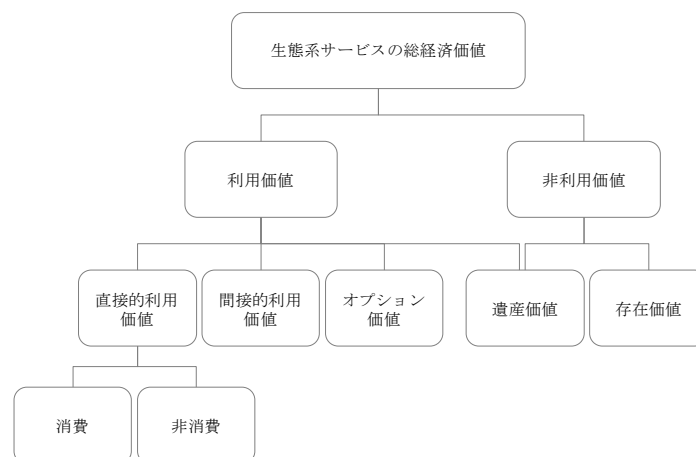 生態系サービスの総経済価値
利用価値
非利用価値
直接的利用
価値
間接的利用
価値
オプション
価値
遺産価値
存在価値
消費
非消費